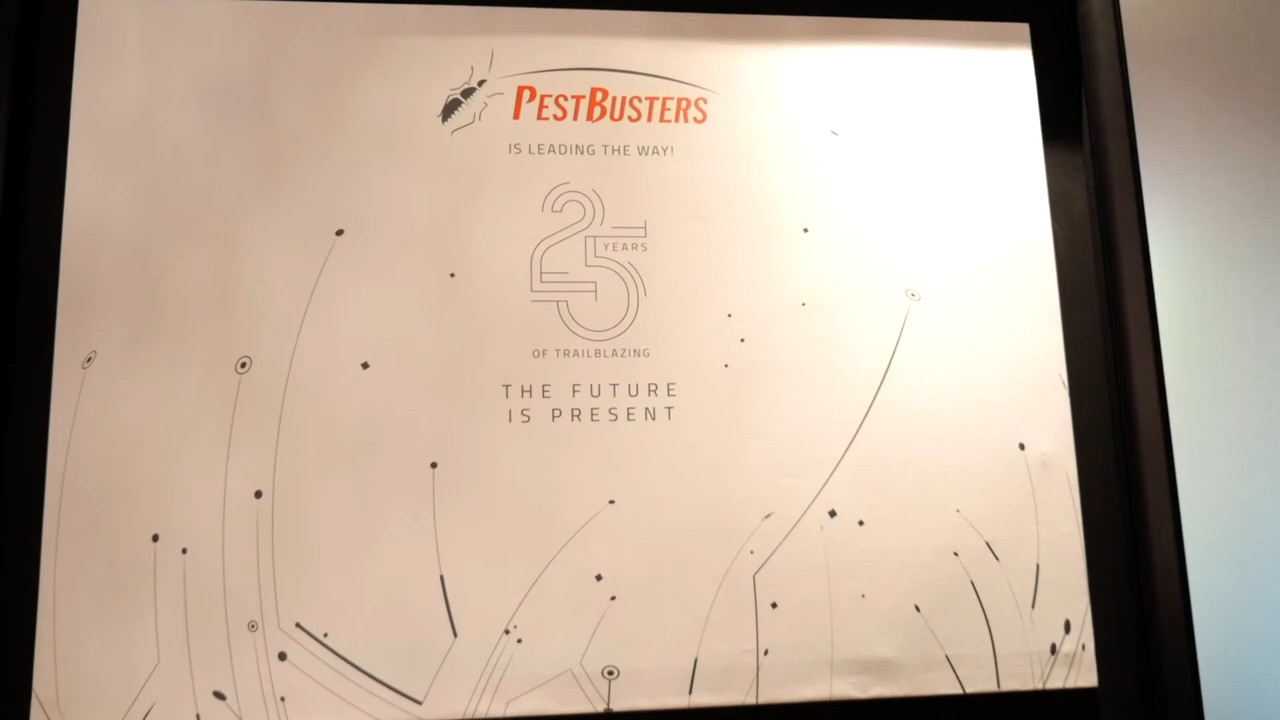 PESTBUSTERS
IS LEADING THE WAY!
25
YEARS
OF TRAILBLAZING
THE FUTURE
IS PRESENT